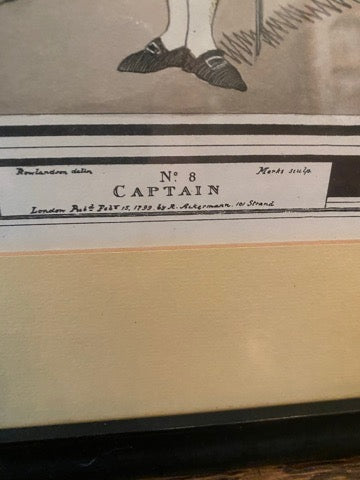 Rowlandson delin
Nº 8
Merke sculp.
CAPTAIN
London Pub.d Feb.y 15, 1799, by R. Ackermann. 101 Strand